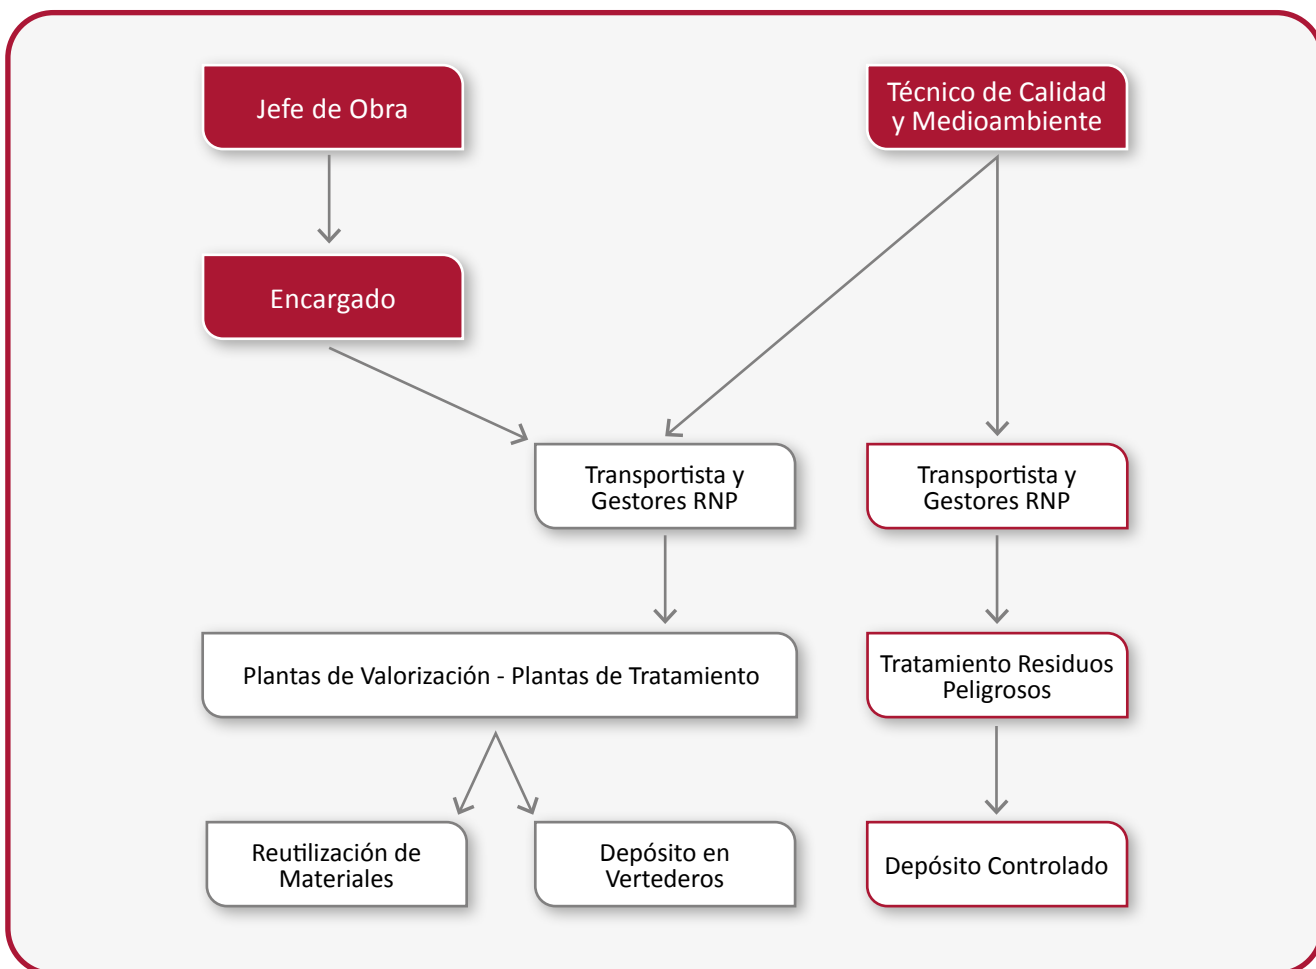 Jefe de Obra
Técnico de Calidad
y Medioambiente
Encargado
Transportista y
Gestores RNP
Transportista y
Gestores RNP
Plantas de Valorización - Plantas de Tratamiento
Tratamiento Residuos
Peligrosos
Reutilización de
Materiales
Depósito en
Vertederos
Depósito Controlado